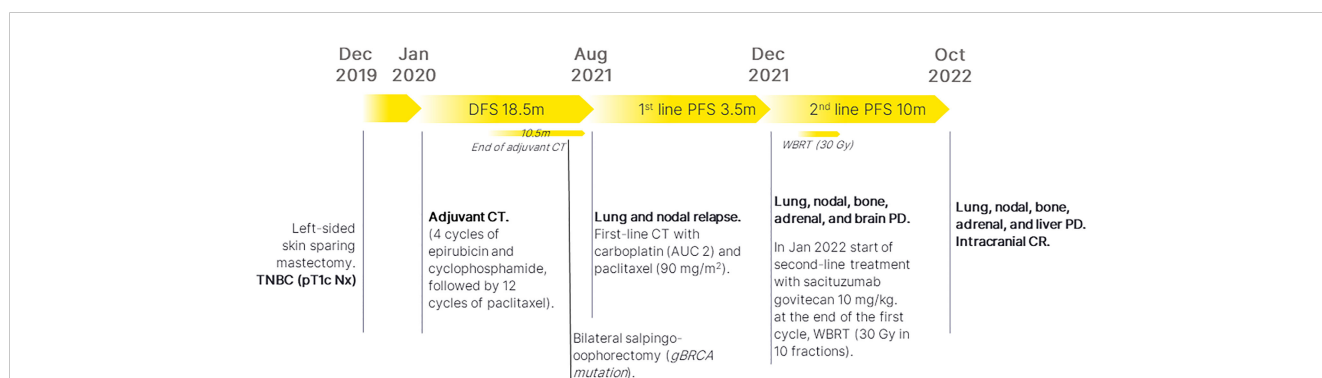 Dec
2019
Jan
2020
Aug
2021
Dec
2021
Oct
2022
DFS 18.5m
1st line PFS 3.5m
2nd line PFS 10m
10.5m
End of adjuvant CT
WBRT (30 Gy)
Left-sided
skin sparing
mastectomy.
TNBC (pT1c Nx)
Adjuvant CT.
(4 cycles of
epirubicin and
cyclophosphamide,
followed by 12
cycles of paclitaxel).
Bilateral salpingo-
oophorectomy (gBRCA
mutation).
Lung and nodal relapse.
First-line CT with
carboplatin (AUC 2) and
paclitaxel (90 mg/m²).
Lung, nodal, bone,
adrenal, and brain PD.
In Jan 2022 start of
second-line treatment
with sacituzumab
govitecan 10 mg/kg.
at the end of the first
cycle, WBRT (30 Gy in
10 fractions).
Lung, nodal, bone,
adrenal, and liver PD.
Intracranial CR.